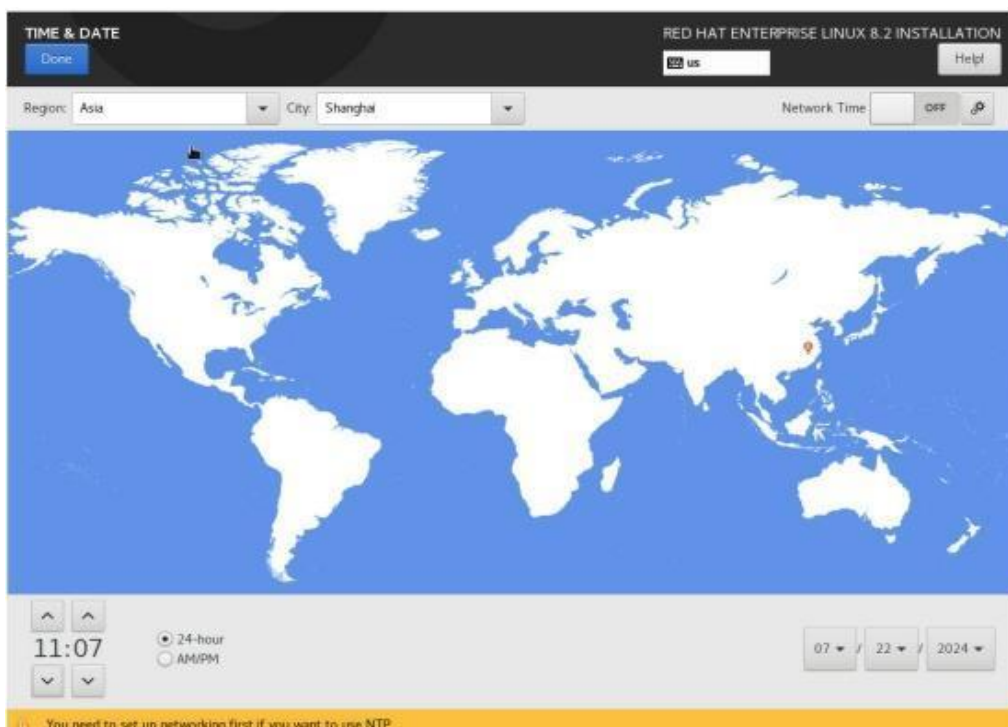 TIME & DATE
RED HAT ENTERPRISE LINUX 8.2 INSTALLATION
Done
us
Help!
Region: Asia
City: Shanghai
Network Time
OFF
11:07
24-hour
AM/PM
07 / 22 / 2024
You need to set up networking first if you want to use NTP